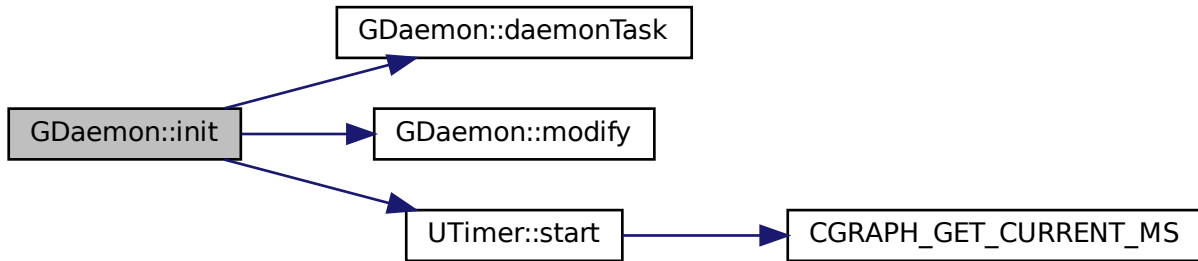 GDaemon::daemonTask
GDaemon::init
GDaemon::modify
UTimer::start
CGRAPH_GET_CURRENT_MS